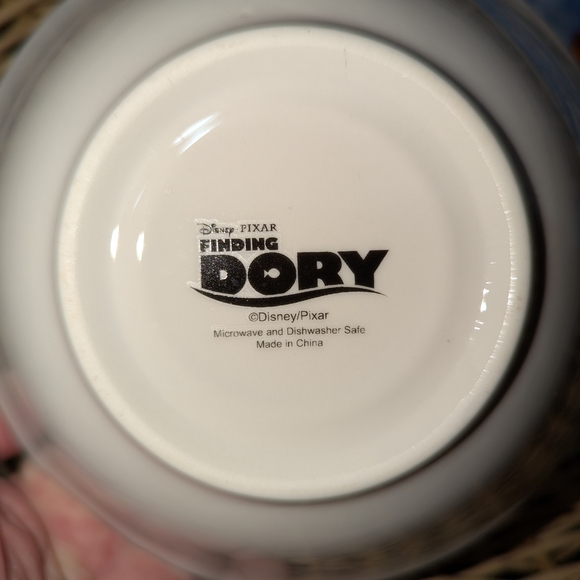 Disney · PIXAR
FINDING
DORY
©Disney/Pixar
Microwave and Dishwasher Safe
Made in China